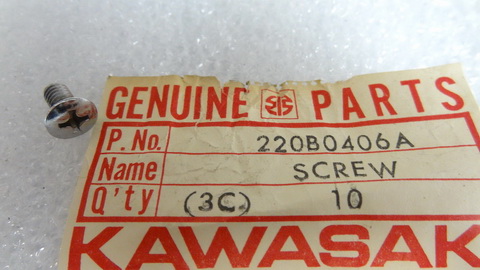 GENUINE PARTS
P. No. 220B0406A
Name SCREW
Q'ty (3C) 10
KAWASAK